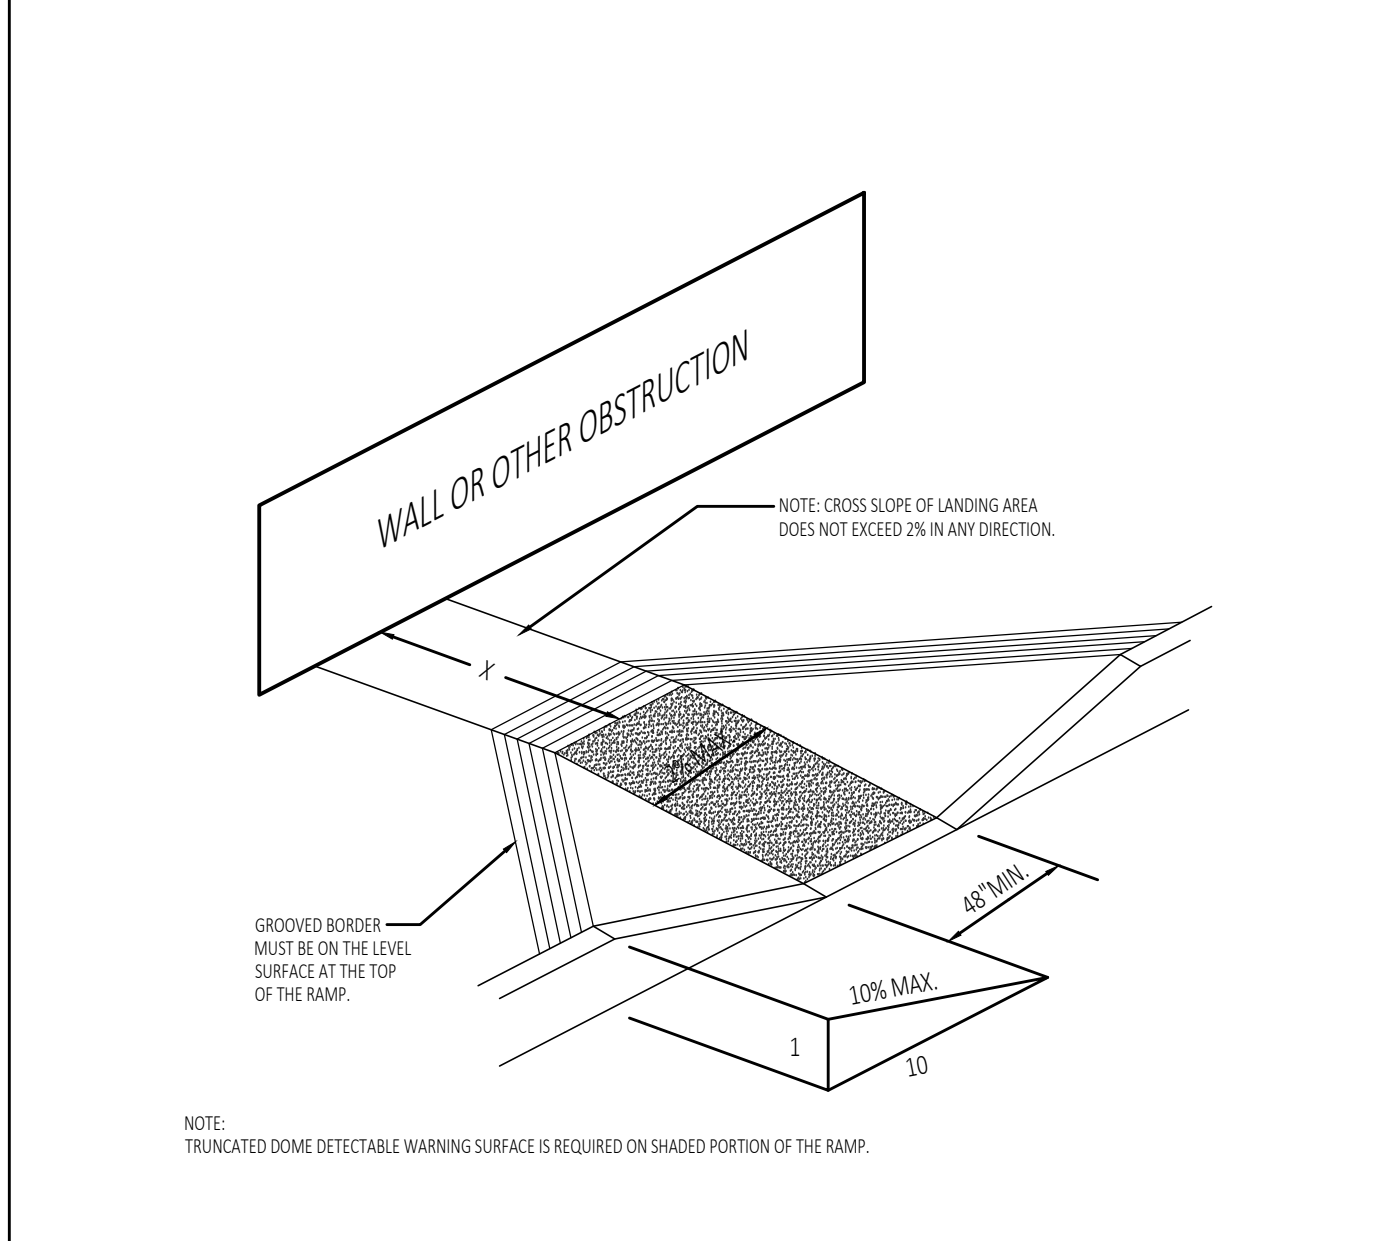 WALL OR OTHER OBSTRUCTION
NOTE: CROSS SLOPE OF LANDING AREA
DOES NOT EXCEED 2% IN ANY DIRECTION.
X
2% MAX.
48"MIN.
GROOVED BORDER
MUST BE ON THE LEVEL
SURFACE AT THE TOP
OF THE RAMP.
10% MAX.
1
10
NOTE:
TRUNCATED DOME DETECTABLE WARNING SURFACE IS REQUIRED ON SHADED PORTION OF THE RAMP.